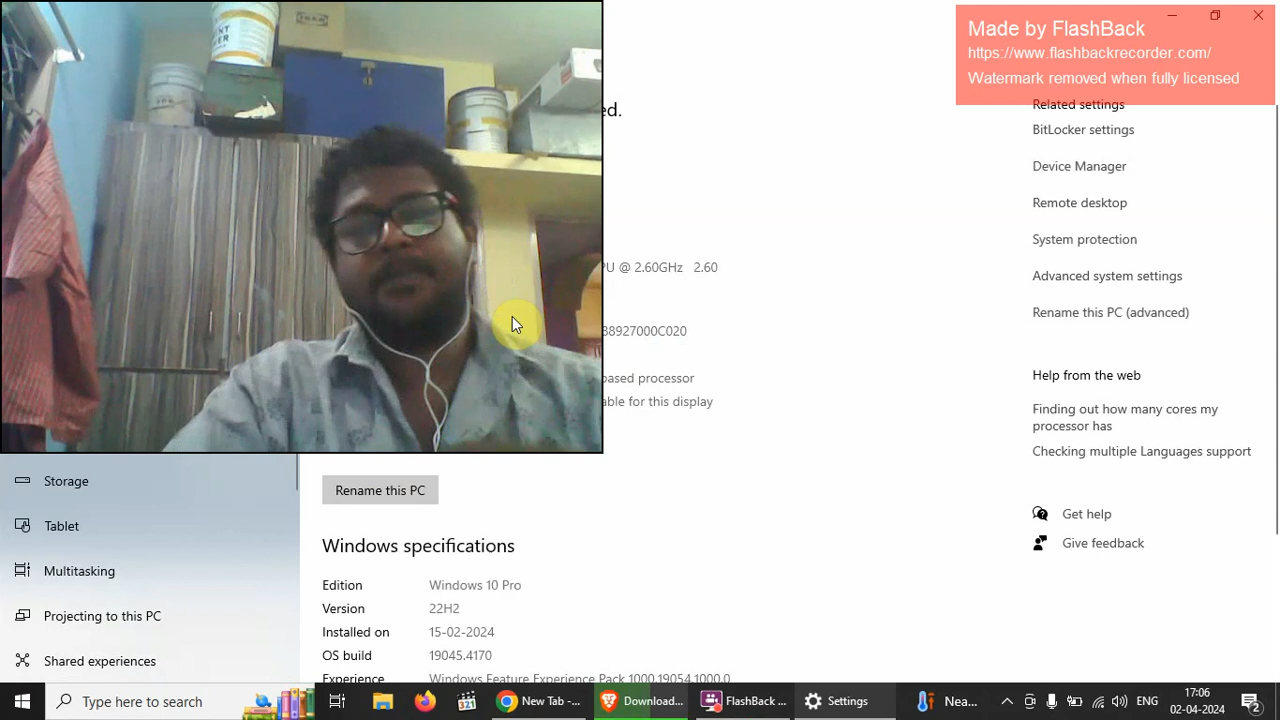 Made by FlashBack
https://www.flashbackrecorder.com/
Watermark removed when fully licensed
ed.
Related settings
BitLocker settings
Device Manager
Remote desktop
System protection
Advanced system settings
Rename this PC (advanced)
PU @ 2.60GHz 2.60
B8927000C020
based processor
able for this display
Help from the web
Finding out how many cores my
processor has
Checking multiple Languages support
Get help
Give feedback
Storage
Tablet
Multitasking
Projecting to this PC
Shared experiences
Rename this PC
Windows specifications
Edition Windows 10 Pro
Version 22H2
Installed on 15-02-2024
OS build 19045.4170
Experience Windows Feature Experience Pack 1000.19054.1000.0
Type here to search
321
New Tab -...
Download...
FlashBack ...
Settings
Nea...
ENG
17:06
02-04-2024
2